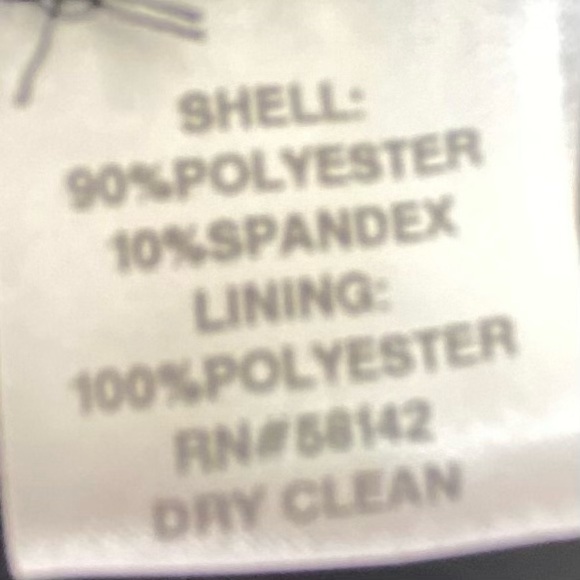 SHELL:
90%POLYESTER
10%SPANDEX
LINING:
100%POLYESTER
RN#58142
DRY CLEAN